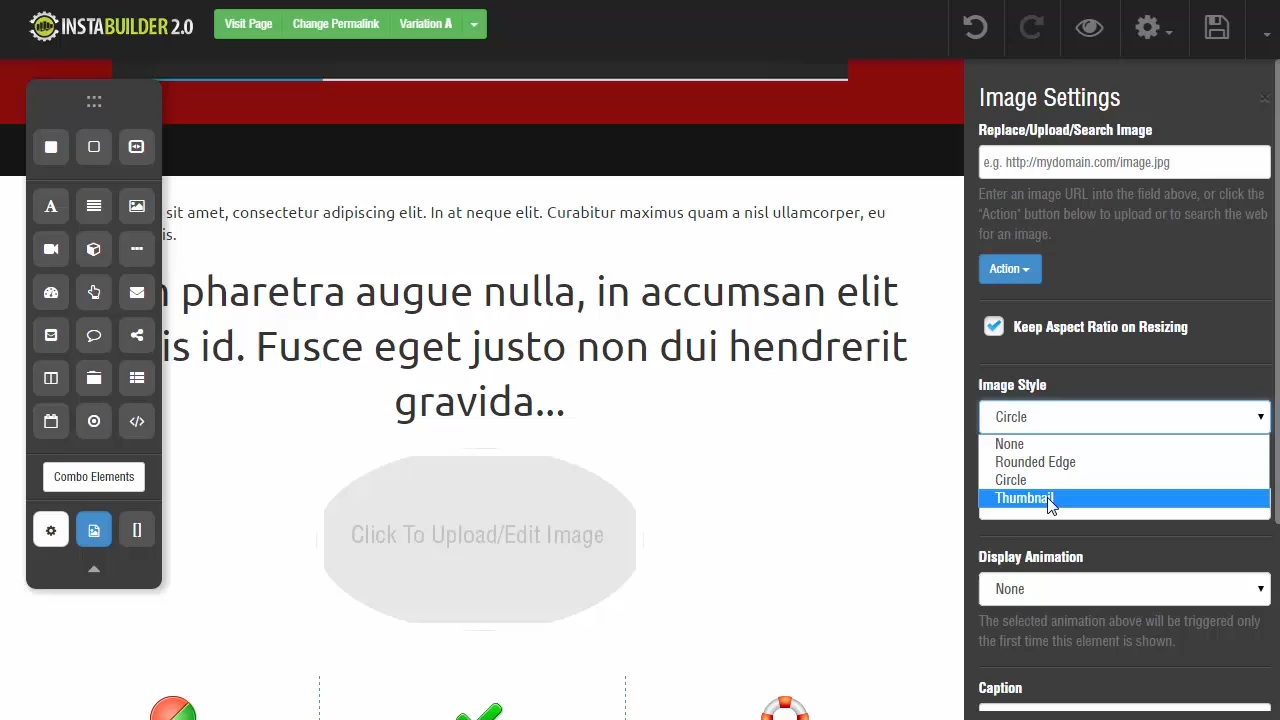 INSTABUILDER 2.0
Visit Page
Change Permalink
Variation A
sit amet, consectetur adipiscing elit. In at neque elit. Curabitur maximus quam a nisl ullamcorper, eu
is.
pharetra augue nulla, in accumsan elit
is id. Fusce eget justo non dui hendrerit
gravida...
Click To Upload/Edit Image
A
Combo Elements
Image Settings
Replace/Upload/Search Image
e.g. http://mydomain.com/image.jpg
Enter an image URL into the field above, or click the
"Action" button below to upload or to search the web
for an image.
Action
Keep Aspect Ratio on Resizing
Image Style
Circle
None
Rounded Edge
Circle
Thumbnail
Display Animation
None
The selected animation above will be triggered only
the first time this element is shown.
Caption